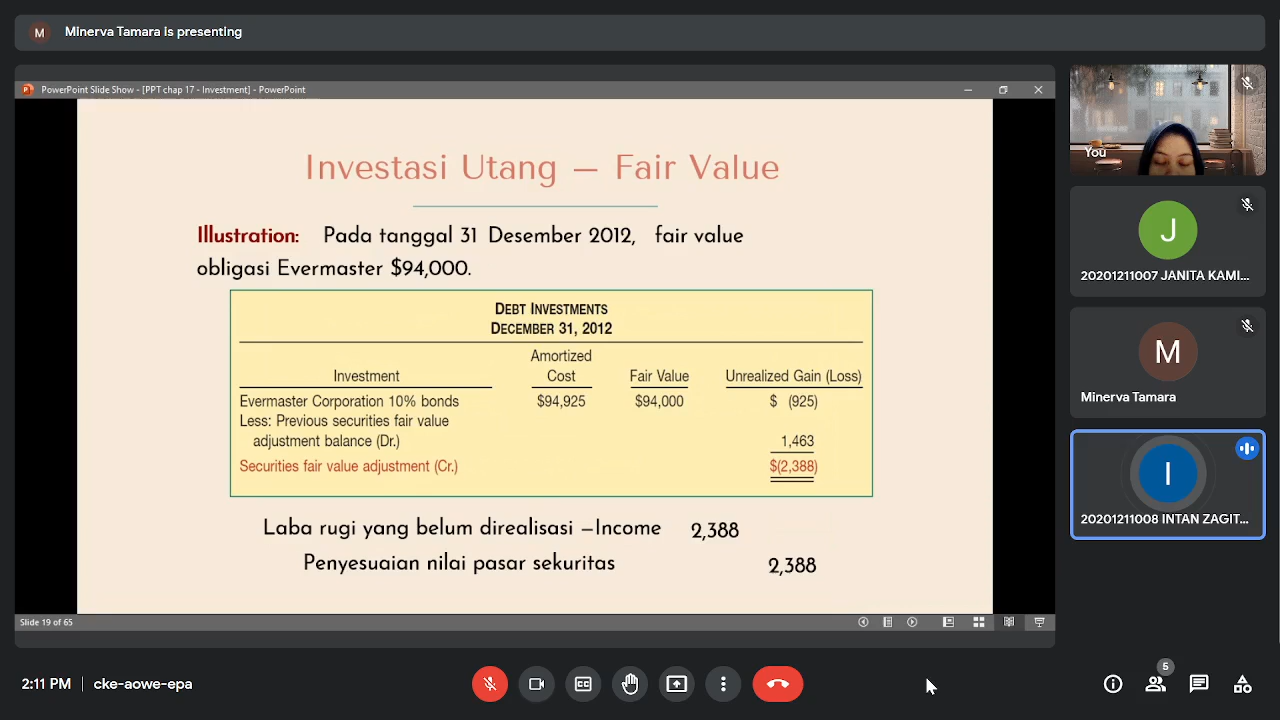 M
Minerva Tamara is presenting
PowerPoint Slide Show - [PPT chap 17 - Investment] - PowerPoint
Investasi Utang – Fair Value
Illustration: Pada tanggal 31 Desember 2012, fair value
obligasi Evermaster $94,000.
DEBT INVESTMENTS
DECEMBER 31, 2012
Amortized
Investment Cost Fair Value Unrealized Gain (Loss)
Evermaster Corporation 10% bonds $94,925 $94,000 $ (925)
Less: Previous securities fair value
adjustment balance (Dr.) 1,463
Securities fair value adjustment (Cr.) $(2,388)
Laba rugi yang belum direalisasi –Income 2,388
Penyesuaian nilai pasar sekuritas 2,388
Slide 19 of 65
You
J
20201211007 JANITA KAMI...
M
Minerva Tamara
I
20201211008 INTAN ZAGIT...
2:11 PM | cke-aowe-epa
CC
5